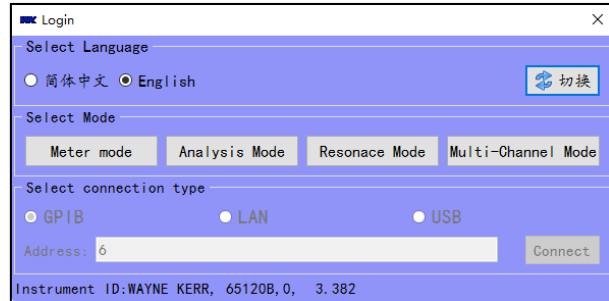 Login
Select Language
简体中文 English 切换
Select Mode
Meter mode Analysis Mode Resonace Mode Multi-Channel Mode
Select connection type
GPIB LAN USB
Address: 6 Connect
Instrument ID:WAYNE KERR, 65120B,0, 3.382